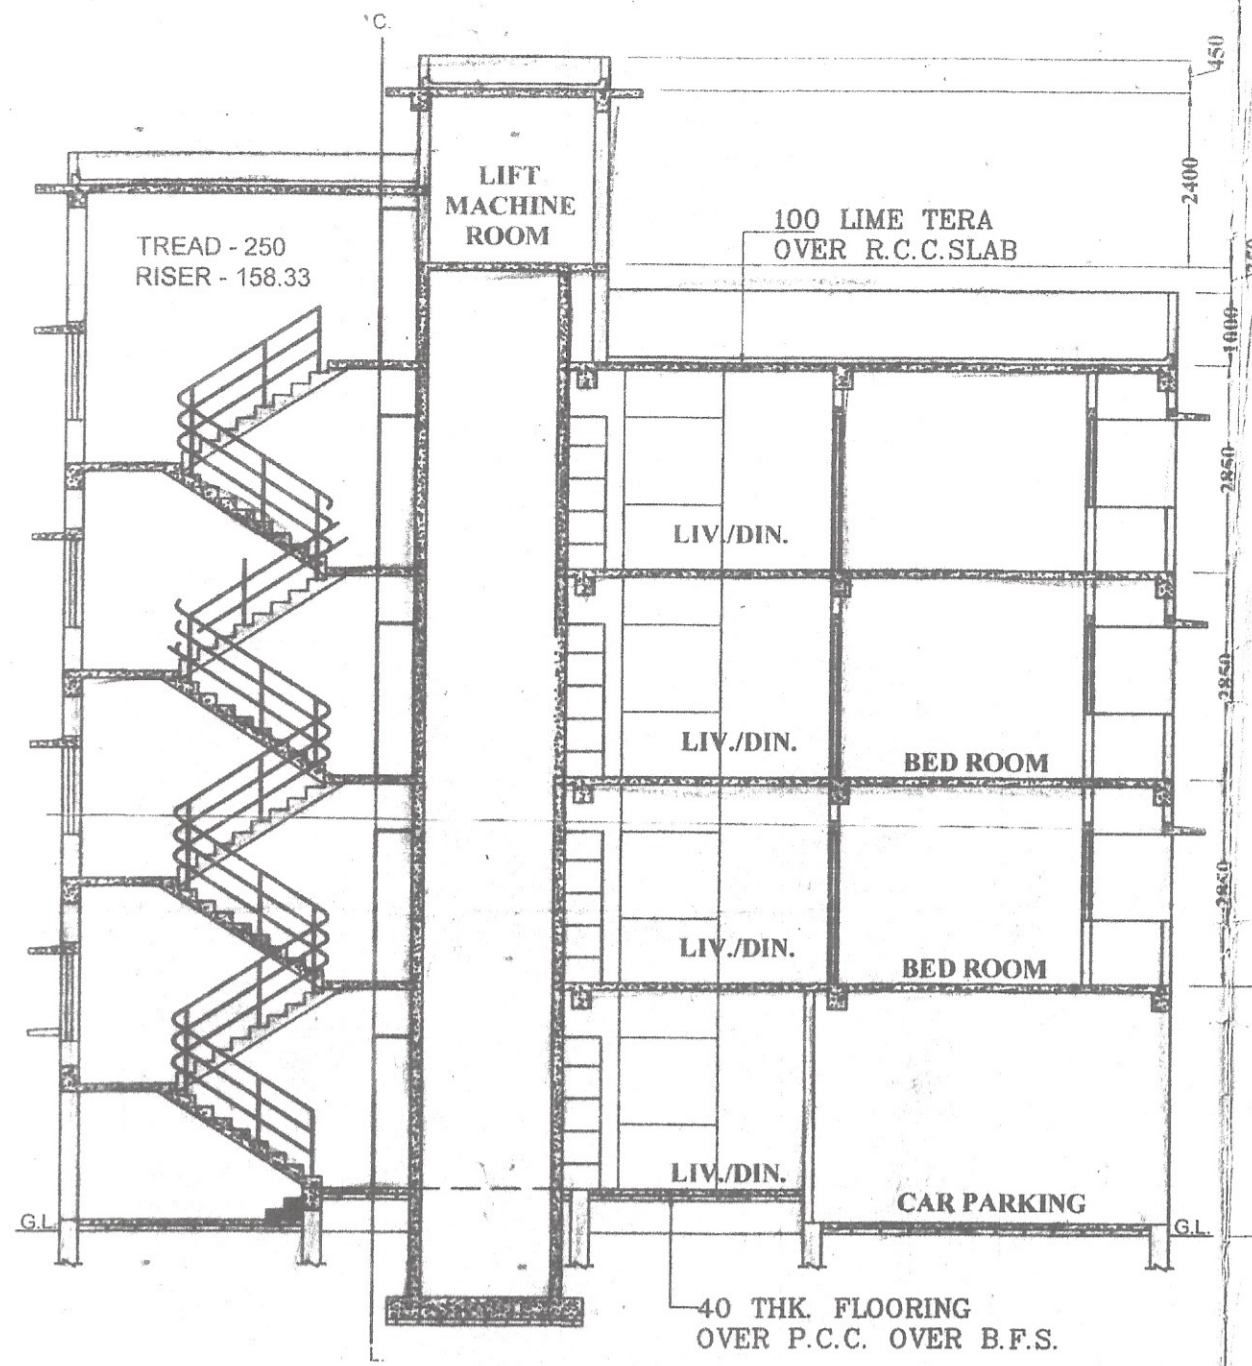 C.
450
LIFT
MACHINE
ROOM
2400
100 LIME TERA
OVER R.C.C.SLAB
TREAD - 250
RISER - 158.33
1000
2850
LIV./DIN.
2850
LIV./DIN.
BED ROOM
2850
LIV./DIN.
BED ROOM
LIV./DIN.
CAR PARKING
G.L.
G.L.
40 THK. FLOORING
OVER P.C.C. OVER B.F.S.